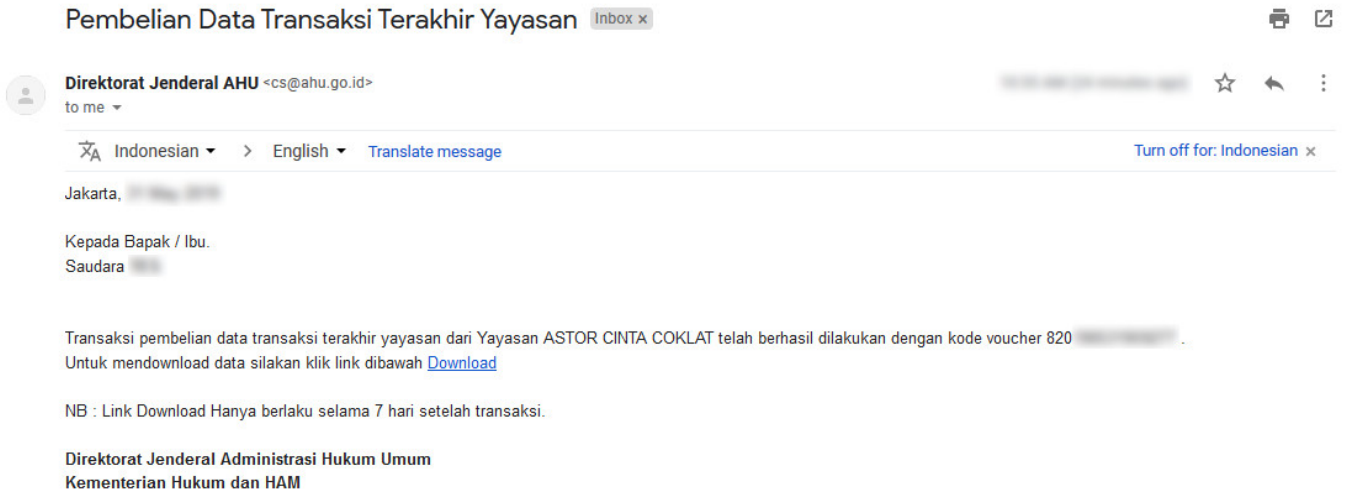 Pembelian Data Transaksi Terakhir Yayasan Inbox x
Direktorat Jenderal AHU <cs@ahu.go.id>
to me
Indonesian > English Translate message Turn off for: Indonesian x
Jakarta,
Kepada Bapak / Ibu.
Saudara
Transaksi pembelian data transaksi terakhir yayasan dari Yayasan ASTOR CINTA COKLAT telah berhasil dilakukan dengan kode voucher 820 .
Untuk mendownload data silakan klik link dibawah Download
NB : Link Download Hanya berlaku selama 7 hari setelah transaksi.
Direktorat Jenderal Administrasi Hukum Umum
Kementerian Hukum dan HAM